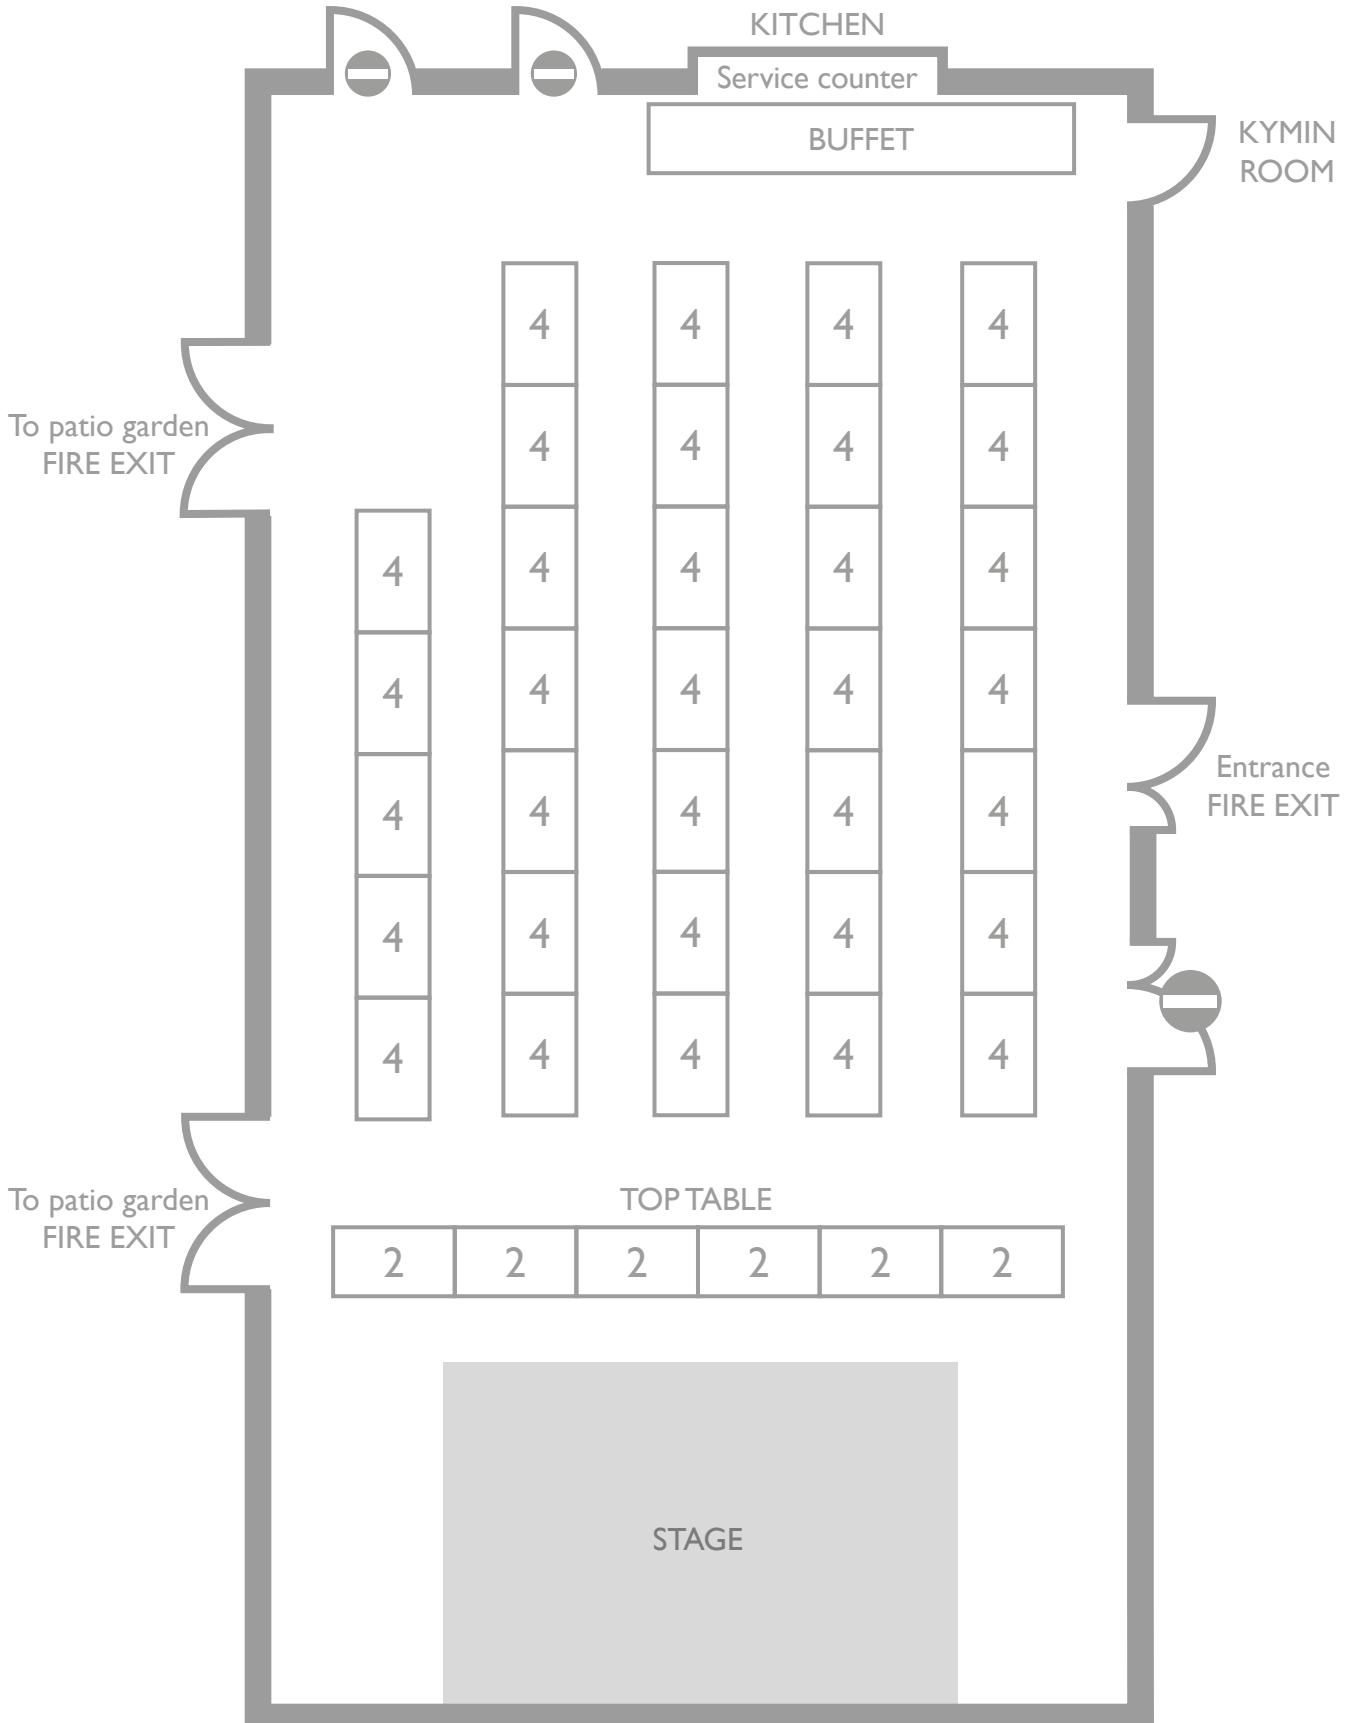 KITCHEN
Service counter
BUFFET
KYMIN
ROOM
4 4 4 4
4 4 4 4
To patio garden
FIRE EXIT
4 4 4 4 4
4 4 4 4 4
4 4 4 4 4
Entrance
FIRE EXIT
4 4 4 4 4
4 4 4 4 4
To patio garden
FIRE EXIT
TOP TABLE
2 2 2 2 2 2
STAGE